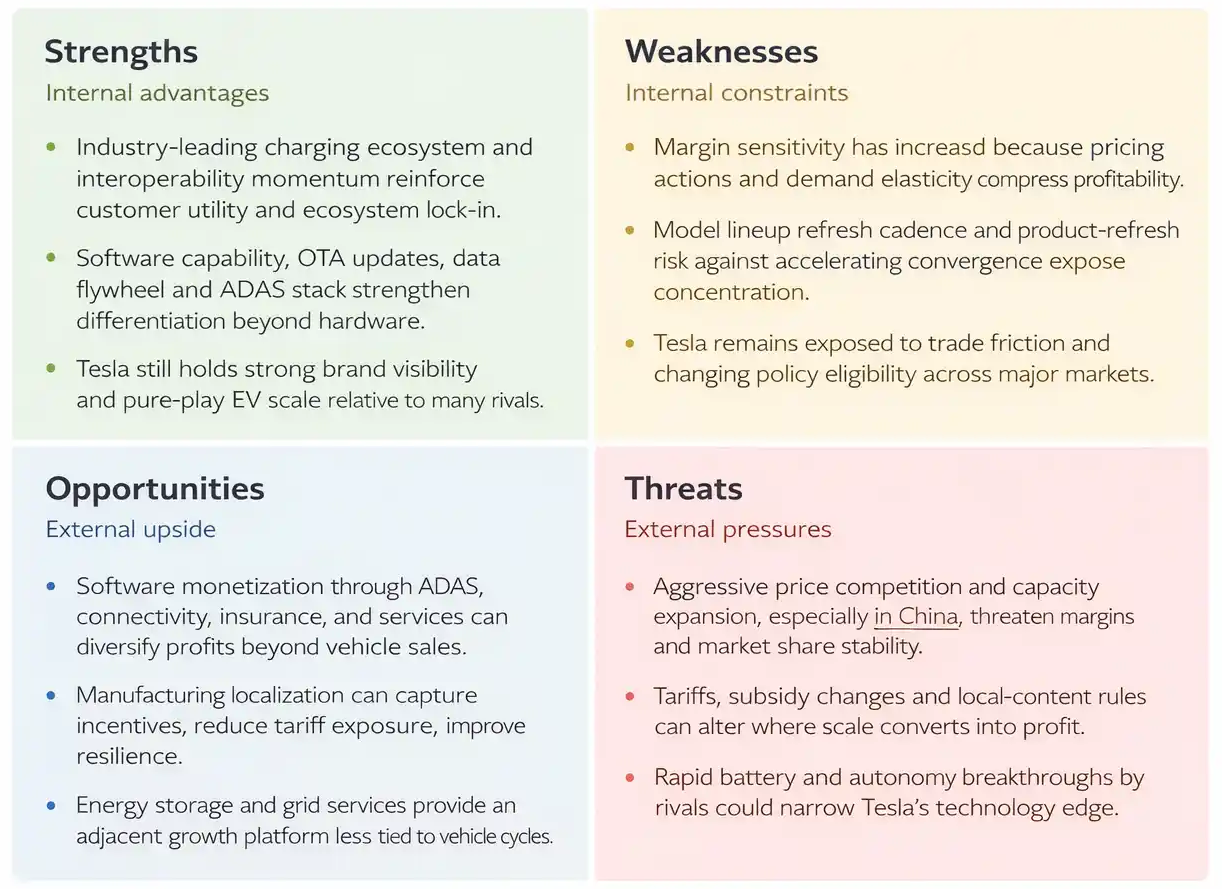 Strengths
Internal advantages
• Industry-leading charging ecosystem and
interoperability momentum reinforce
customer utility and ecosystem lock-in.
• Software capability, OTA updates, data
flywheel and ADAS stack strengthen
differentiation beyond hardware.
• Tesla still holds strong brand visibility
and pure-play EV scale relative to many rivals.
Weaknesses
Internal constraints
• Margin sensitivity has increasd because pricing
actions and demand elasticity compress profitability.
• Model lineup refresh cadence and product-refresh
risk against accelerating convergence expose
concentration.
• Tesla remains exposed to trade friction and
changing policy eligibility across major markets.
Opportunities
External upside
• Software monetization through ADAS,
connectivity, insurance, and services can
diversify profits beyond vehicle sales.
• Manufacturing localization can capture
incentives, reduce tariff exposure, improve
resilience.
• Energy storage and grid services provide an
adjacent growth platform less tied to vehicle cycles.
Threats
External pressures
• Aggressive price competition and capacity
expansion, especially in China, threaten margins
and market share stability.
• Tariffs, subsidy changes and local-content rules
can alter where scale converts into profit.
• Rapid battery and autonomy breakthroughs by
rivals could narrow Tesla's technology edge.